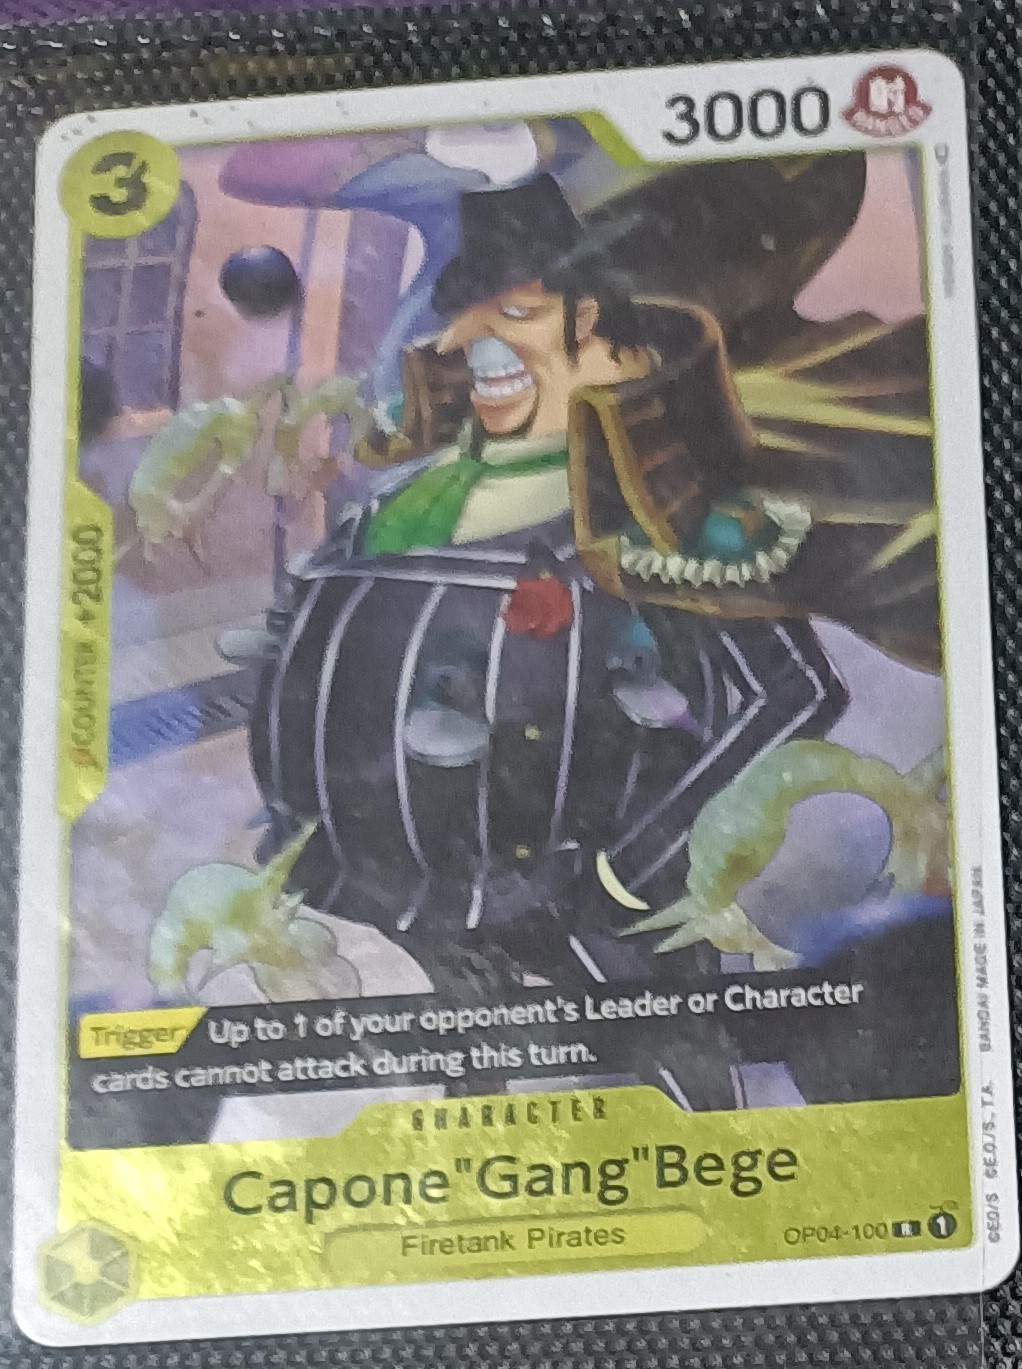 3
3000
COUNTER +2000
Trigger Up to 1 of your opponent's Leader or Character
cards cannot attack during this turn.
CHARACTER
Capone"Gang"Bege
Firetank Pirates
OP04-100 R 1
©E.O/S ©E.O./S., T.A. BANDAI MADE IN JAPAN